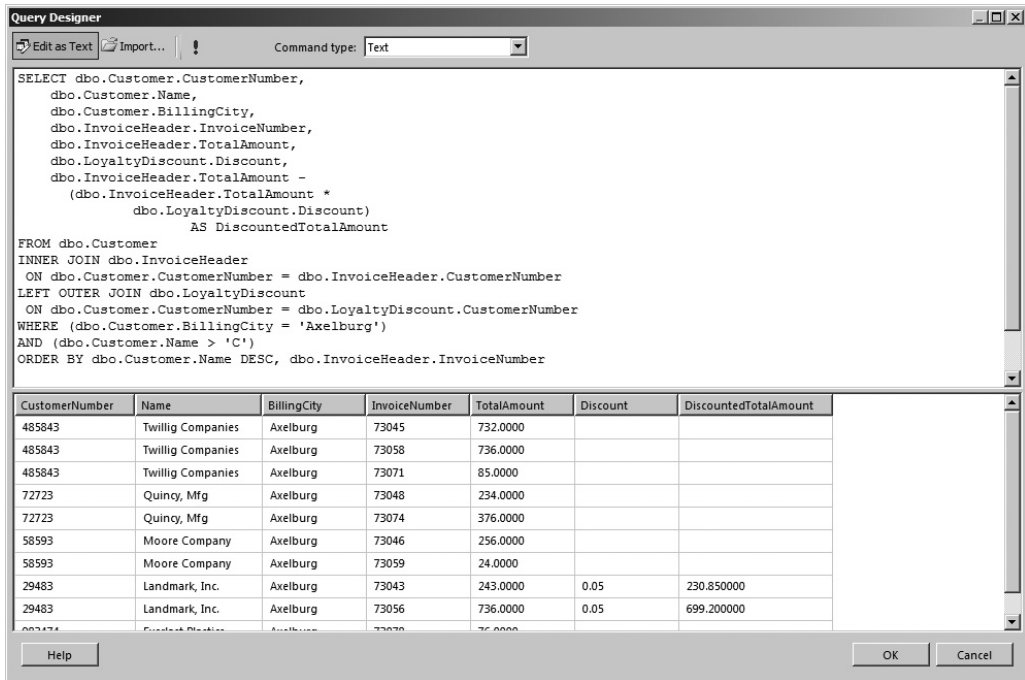 Query Designer
Edit as Text Import... ! Command type: Text
SELECT dbo.Customer.CustomerNumber,
dbo.Customer.Name,
dbo.Customer.BillingCity,
dbo.InvoiceHeader.InvoiceNumber,
dbo.InvoiceHeader.TotalAmount,
dbo.LoyaltyDiscount.Discount,
dbo.InvoiceHeader.TotalAmount -
(dbo.InvoiceHeader.TotalAmount *
dbo.LoyaltyDiscount.Discount)
AS DiscountedTotalAmount
FROM dbo.Customer
INNER JOIN dbo.InvoiceHeader
ON dbo.Customer.CustomerNumber = dbo.InvoiceHeader.CustomerNumber
LEFT OUTER JOIN dbo.LoyaltyDiscount
ON dbo.Customer.CustomerNumber = dbo.LoyaltyDiscount.CustomerNumber
WHERE (dbo.Customer.BillingCity = 'Axelburg')
AND (dbo.Customer.Name > 'C')
ORDER BY dbo.Customer.Name DESC, dbo.InvoiceHeader.InvoiceNumber
CustomerNumber Name BillingCity InvoiceNumber TotalAmount Discount DiscountedTotalAmount
485843 Twillig Companies Axelburg 73045 732.0000
485843 Twillig Companies Axelburg 73058 736.0000
485843 Twillig Companies Axelburg 73071 85.0000
72723 Quincy, Mfg Axelburg 73048 234.0000
72723 Quincy, Mfg Axelburg 73074 376.0000
58593 Moore Company Axelburg 73046 256.0000
58593 Moore Company Axelburg 73059 24.0000
29483 Landmark, Inc. Axelburg 73043 243.0000 0.05 230.850000
29483 Landmark, Inc. Axelburg 73056 736.0000 0.05 699.200000
Help OK Cancel